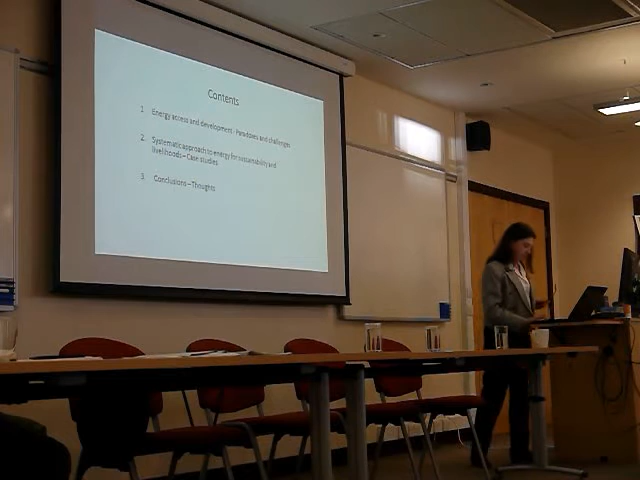 Contents
1. Energy access and development - Paradoxes and challenges
2. Systematic approach to energy for sustainability and
livelihoods – Case studies
3. Conclusions – Thoughts